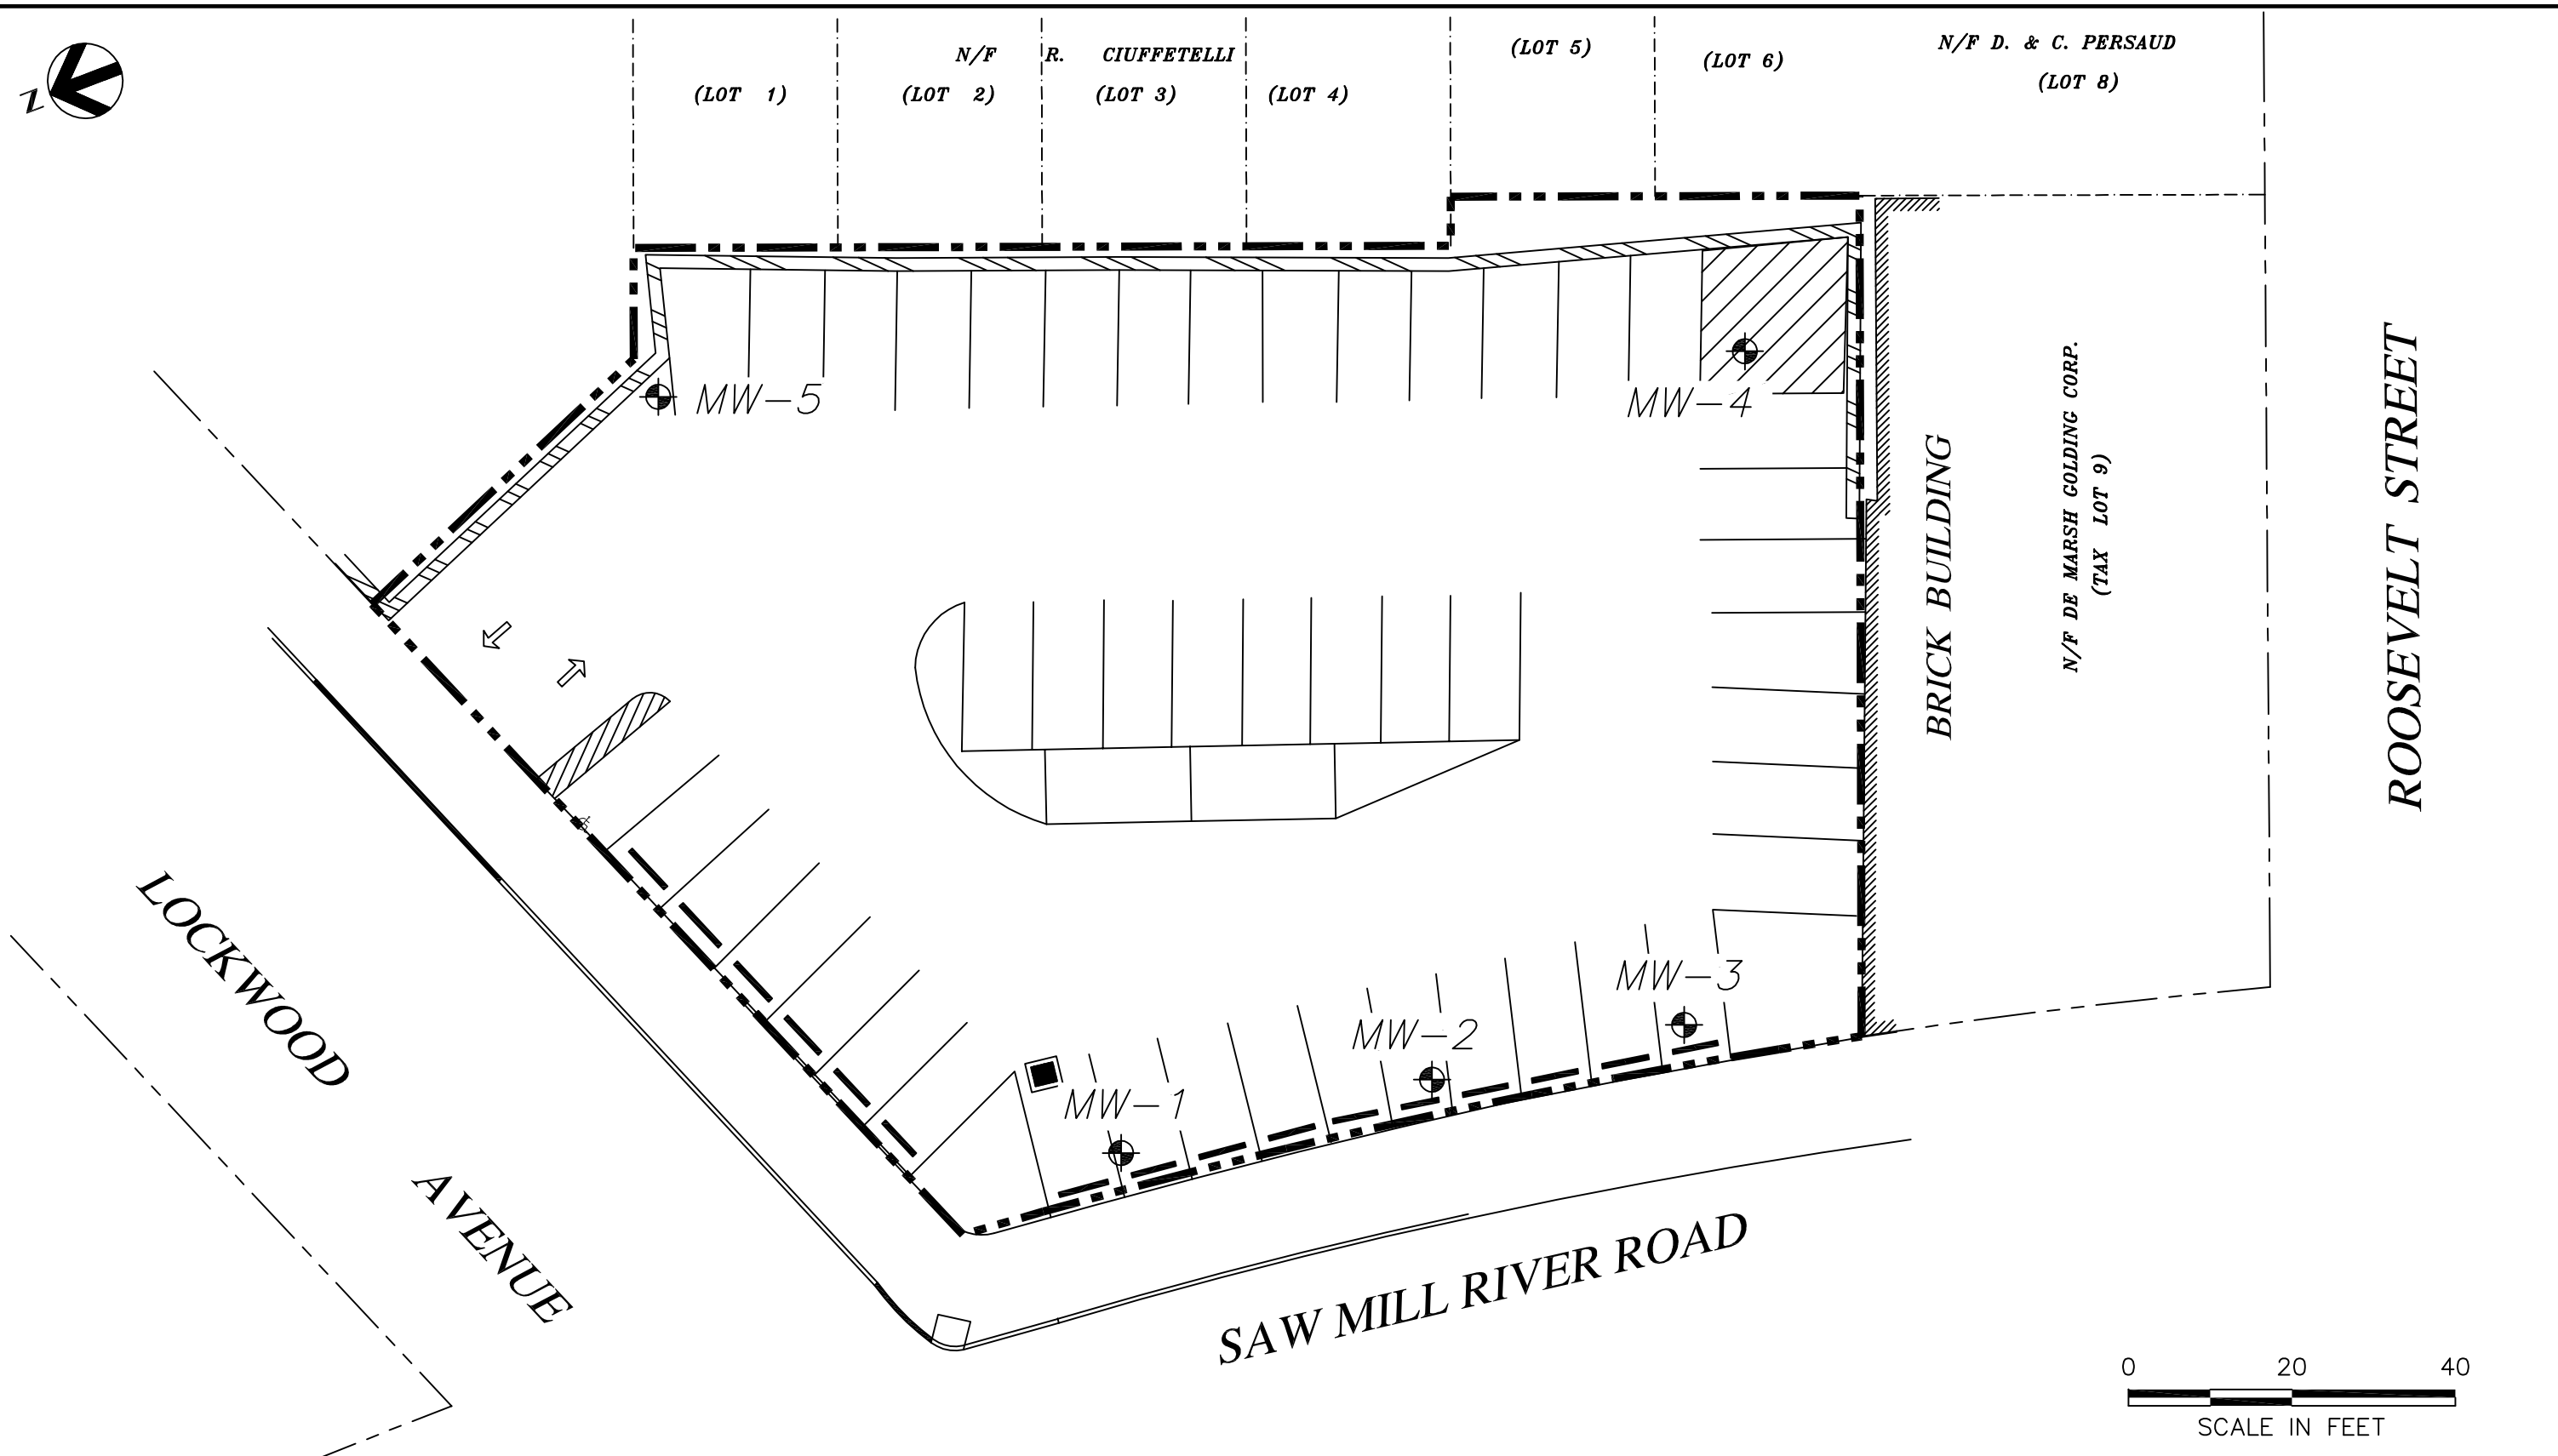 N
N/F R. CIUFFETELLI
(LOT 1)
(LOT 2)
(LOT 3)
(LOT 4)
(LOT 5)
(LOT 6)
N/F D. & C. PERSAUD
(LOT 8)
MW-5
MW-4
BRICK BUILDING
N/F DE MARSH GOLDING CORP.
(TAX LOT 9)
ROOSEVELT STREET
LOCKWOOD
AVENUE
MW-1
MW-2
MW-3
SAW MILL RIVER ROAD
0 20 40
SCALE IN FEET